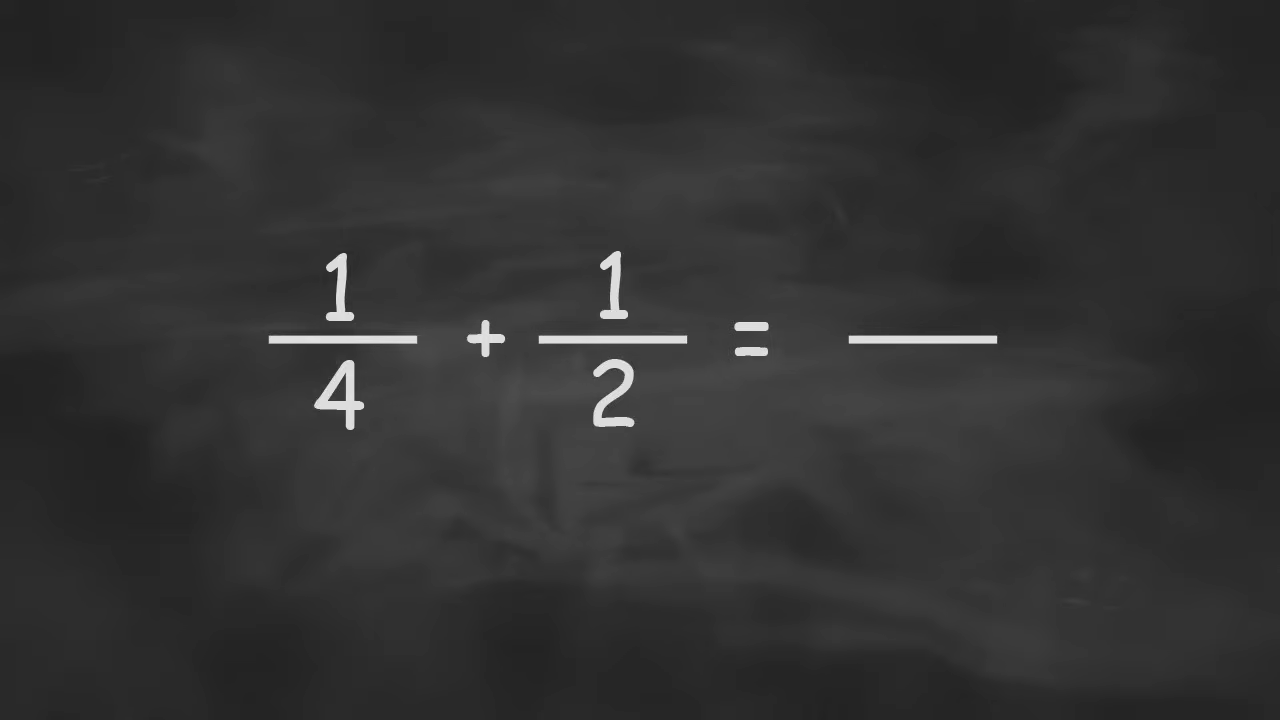 1/4 + 1/2 =